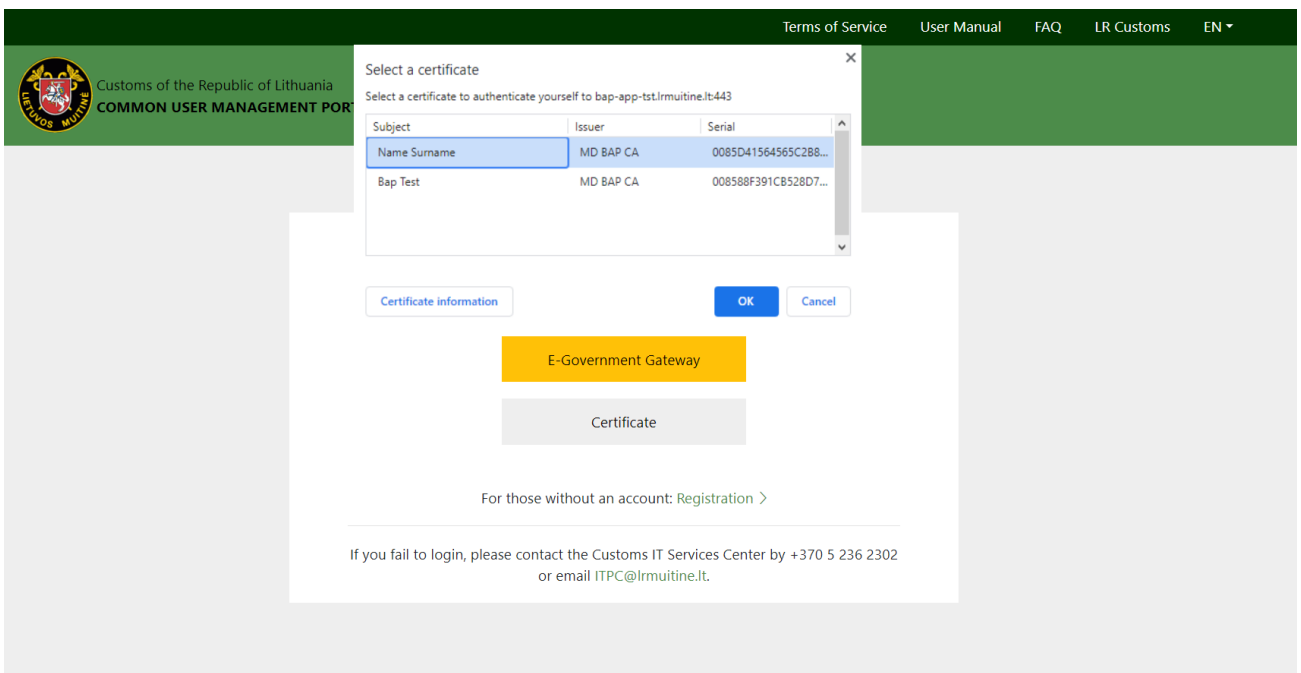 Terms of Service User Manual FAQ LR Customs EN
Customs of the Republic of Lithuania
COMMON USER MANAGEMENT POR
LIETUVOS MUITINĖ
Select a certificate
Select a certificate to authenticate yourself to bap-app-tst.lrmuitine.lt:443
Subject Issuer Serial
Name Surname MD BAP CA 0085D41564565C2B8...
Bap Test MD BAP CA 008588F391CB528D7...
Certificate information OK Cancel
E-Government Gateway
Certificate
For those without an account: Registration >
If you fail to login, please contact the Customs IT Services Center by +370 5 236 2302
or email ITPC@lrmuitine.lt.